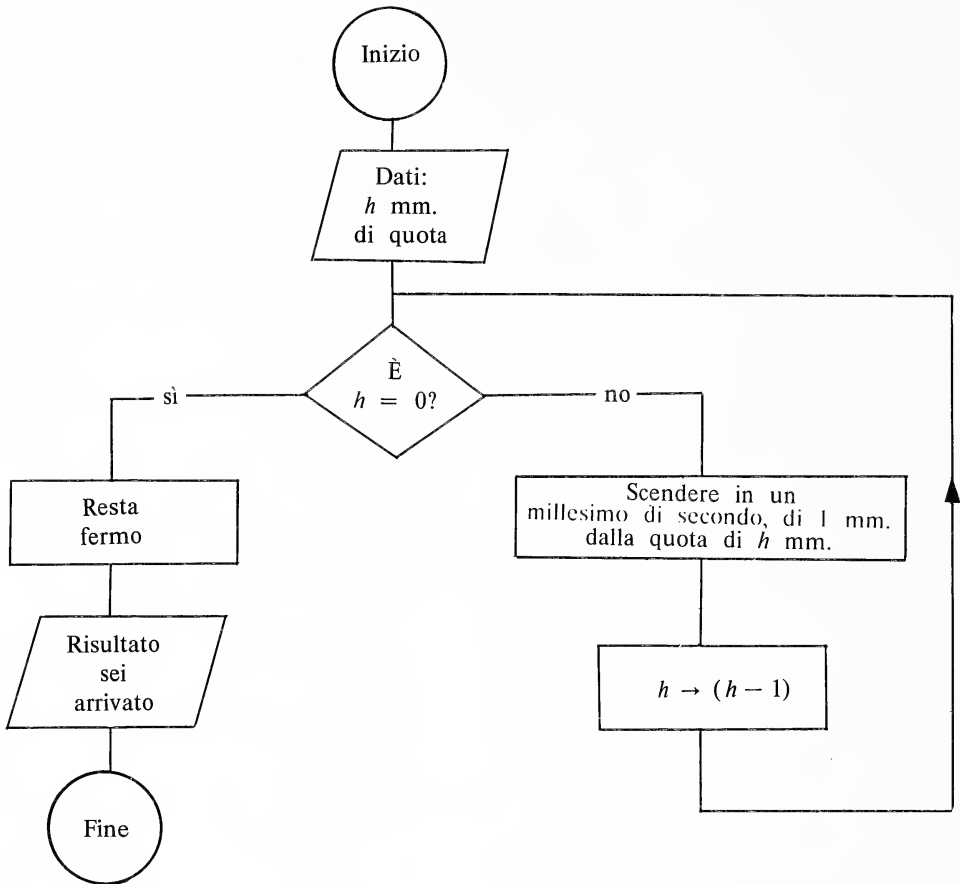 Inizio
Dati:
h mm.
di quota
È
h = 0?
sì
no
Resta
fermo
Scendere in un
millesimo di secondo, di 1 mm.
dalla quota di h mm.
Risultato
sei
arrivato
h → (h − 1)
Fine